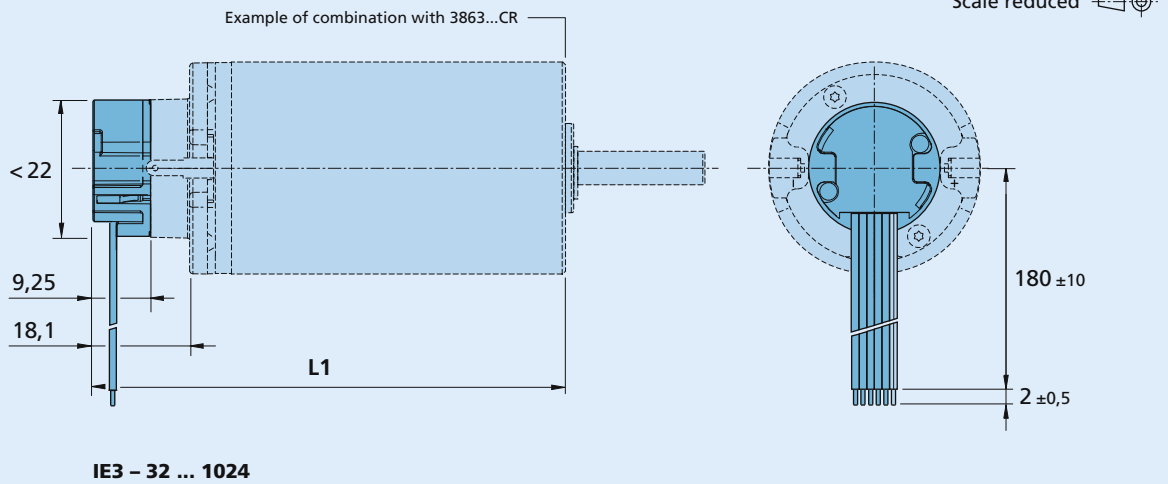 Example of combination with 3863...CR
Scale reduced
< 22
9,25
18,1
L1
180 ±10
2 ±0,5
IE3 – 32 ... 1024